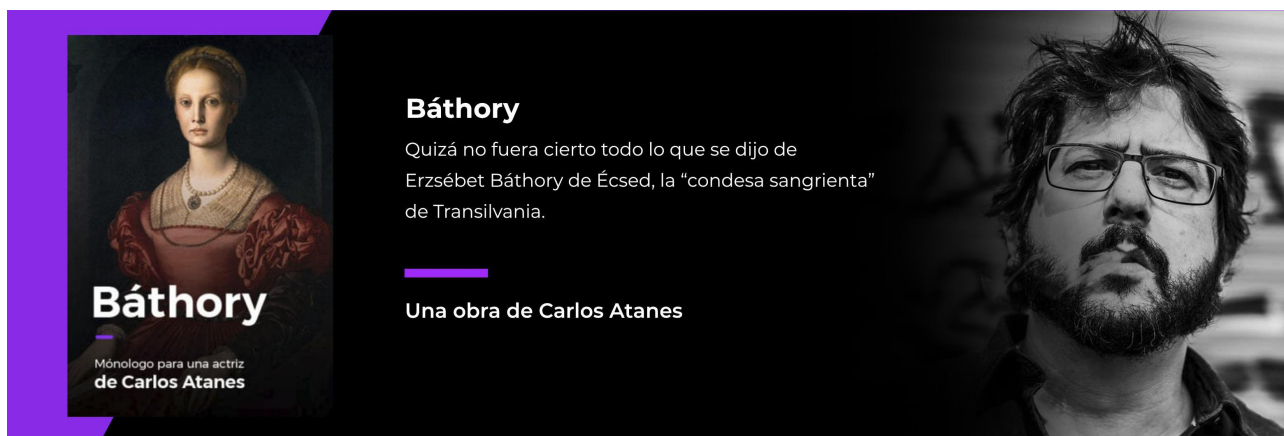 Báthory
Mónologo para una actriz
de Carlos Atanes
Báthory
Quizá no fuera cierto todo lo que se dijo de
Erzsébet Báthory de Écsed, la “condesa sangrienta”
de Transilvania.
Una obra de Carlos Atanes